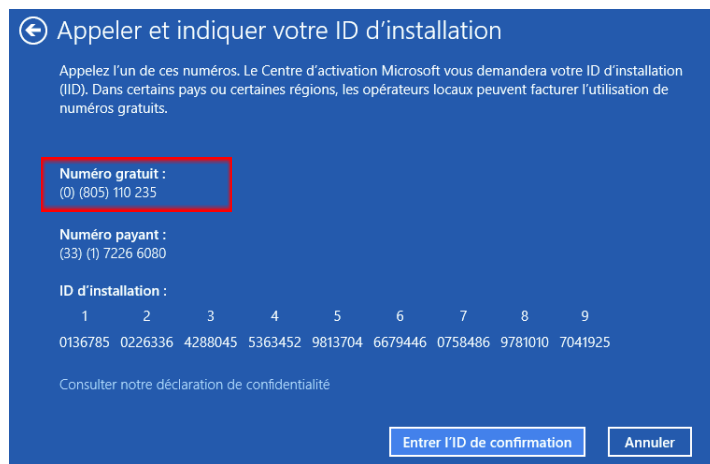 Appeler et indiquer votre ID d'installation
Appelez l'un de ces numéros. Le Centre d'activation Microsoft vous demandera votre ID d'installation
(IID). Dans certains pays ou certaines régions, les opérateurs locaux peuvent facturer l'utilisation de
numéros gratuits.
Numéro gratuit :
(0) (805) 110 235
Numéro payant :
(33) (1) 7226 6080
ID d'installation :
1 2 3 4 5 6 7 8 9
0136785 0226336 4288045 5363452 9813704 6679446 0758486 9781010 7041925
Consulter notre déclaration de confidentialité
Entrer l'ID de confirmation Annuler